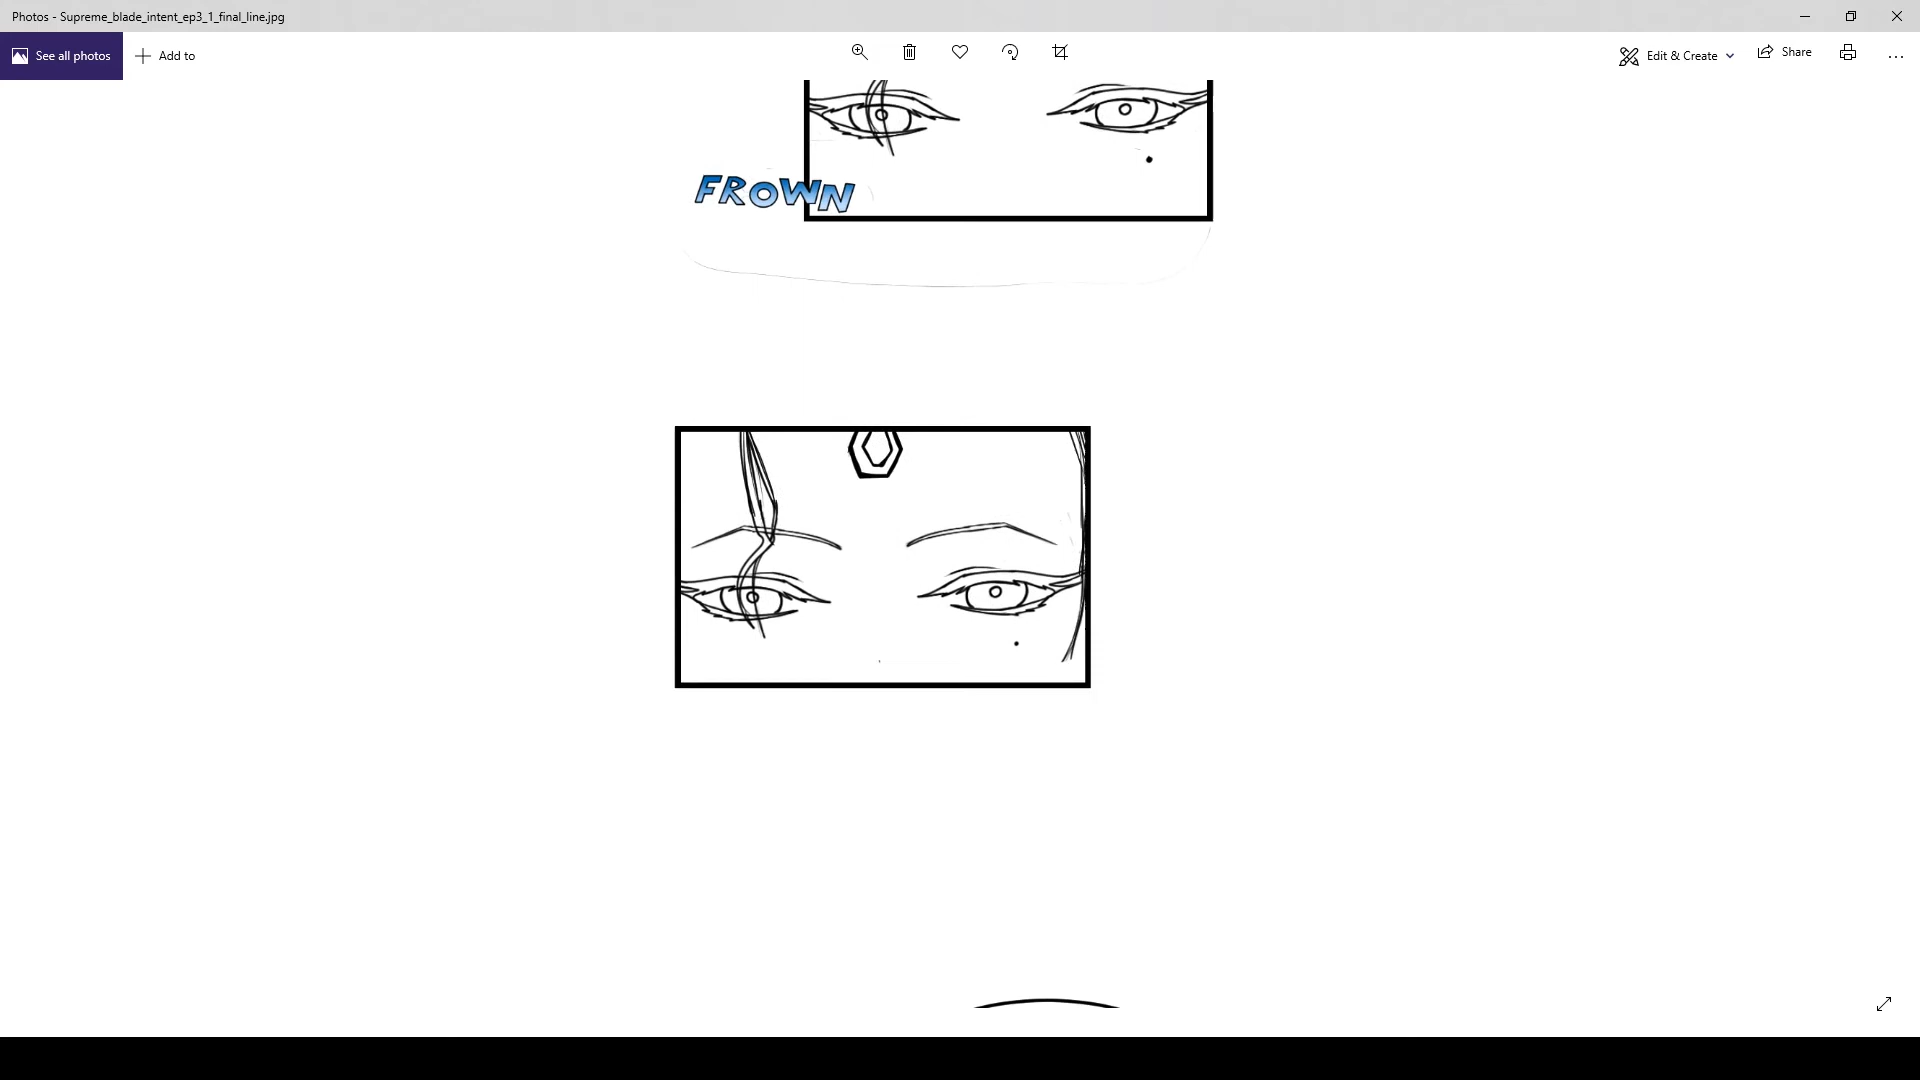 Photos - Supreme_blade_intent_ep3_1_final_line.jpg
See all photos
Add to
Edit & Create
Share
FROWN